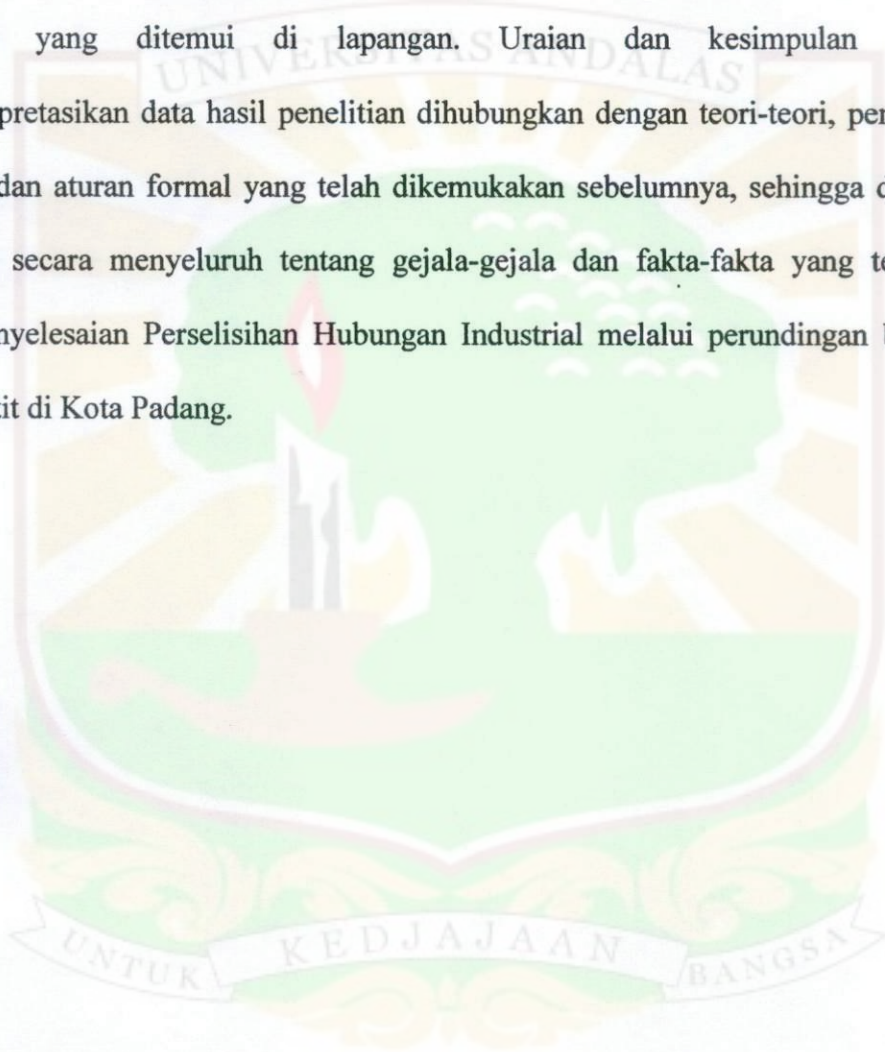 yang ditemui di lapangan. Uraian dan kesimpulan
UNIVERSITAS ANDALAS
pretasikan data hasil penelitian dihubungkan dengan teori-teori, per
dan aturan formal yang telah dikemukakan sebelumnya, sehingga d
secara menyeluruh tentang gejala-gejala dan fakta-fakta yang te
nyelesaian Perselisihan Hubungan Industrial melalui perundingan
it di Kota Padang.
UNTUK KEDJAJAAN BANGSA